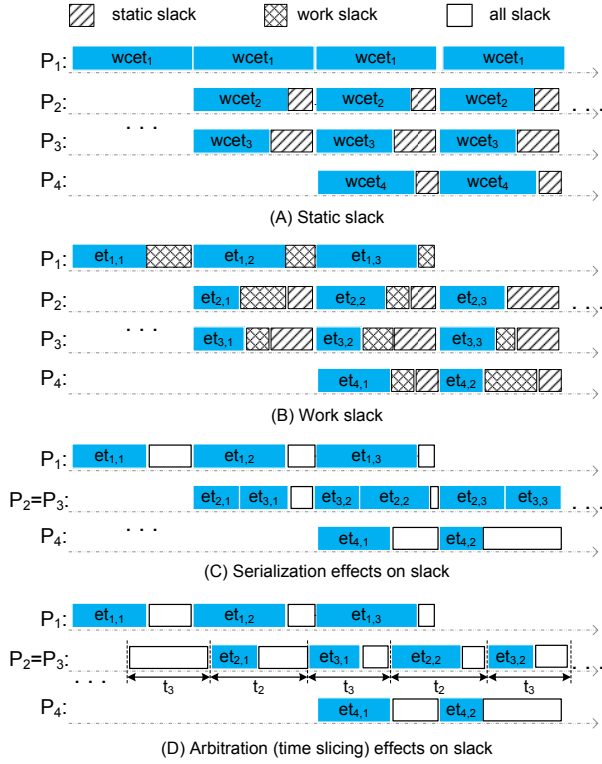 static slack work slack all slack
P1: wcet1 wcet1 wcet1 wcet1
P2: wcet2 wcet2 wcet2 . . .
. . .
P3: wcet3 wcet3 wcet3
P4: wcet4 wcet4
(A) Static slack
P1: et1,1 et1,2 et1,3
P2: et2,1 et2,2 et2,3 . . .
P3: . . . et3,1 et3,2 et3,3
P4: et4,1 et4,2
(B) Work slack
P1: et1,1 et1,2 et1,3
P2=P3: et2,1 et3,1 et3,2 et2,2 et2,3 et3,3 . . .
P4: . . . et4,1 et4,2
(C) Serialization effects on slack
P1: et1,1 et1,2 et1,3
P2=P3: et2,1 et3,1 et2,2 et3,2 . . .
. . . t3 t2 t3 t2 t3
P4: et4,1 et4,2
(D) Arbitration (time slicing) effects on slack